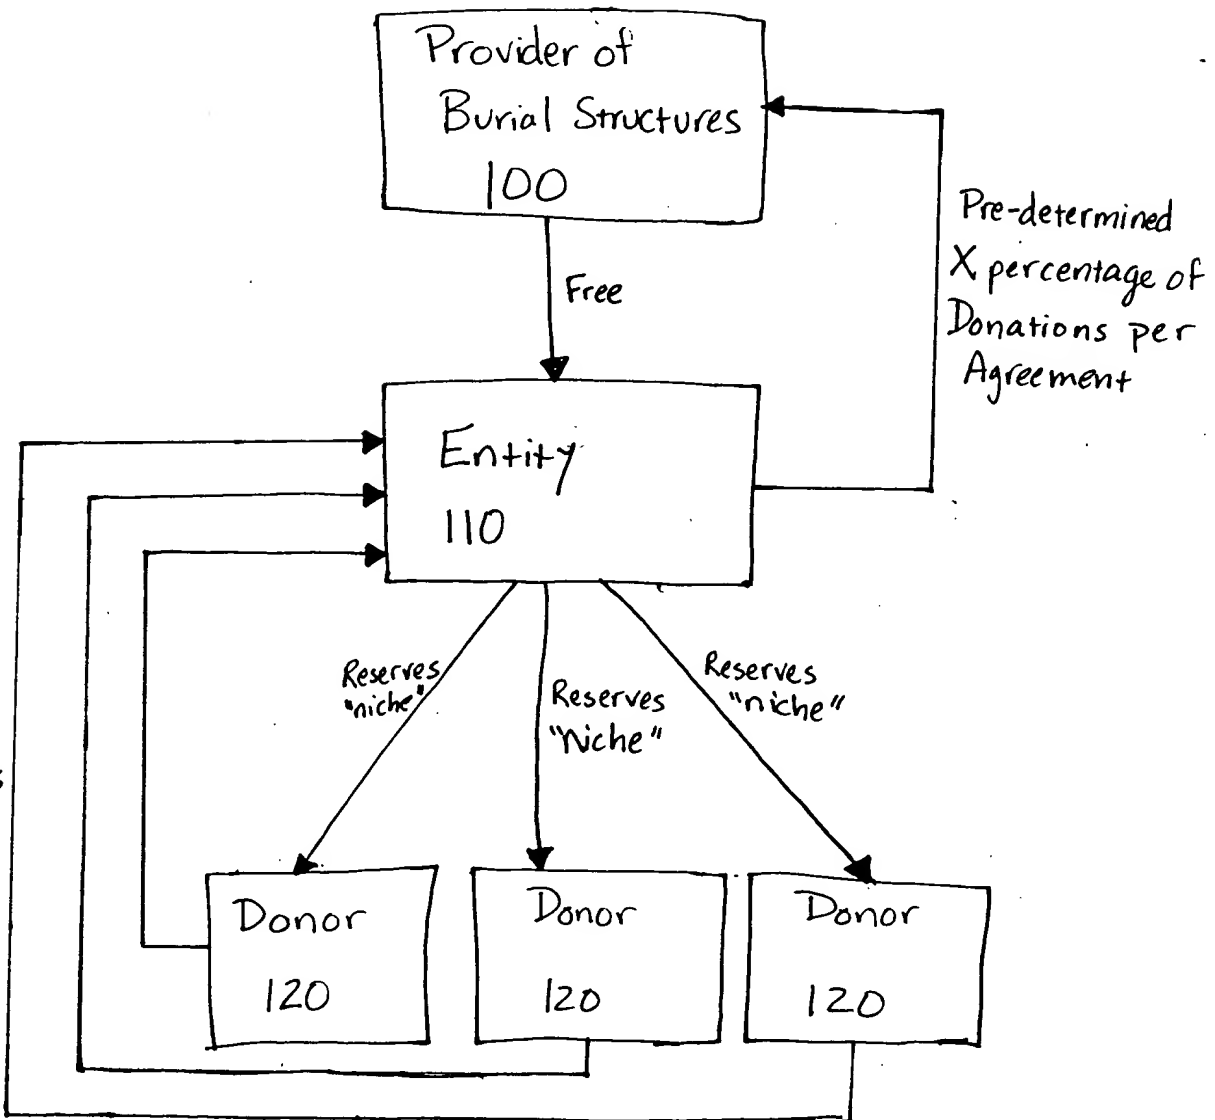 Provider of
Burial Structures
100
Free
Pre-determined
X percentage of
Donations per
Agreement
Entity
110
Reserves
"niche"
Reserves
"Niche"
Reserves
"niche"
Donor
120
Donor
120
Donor
120